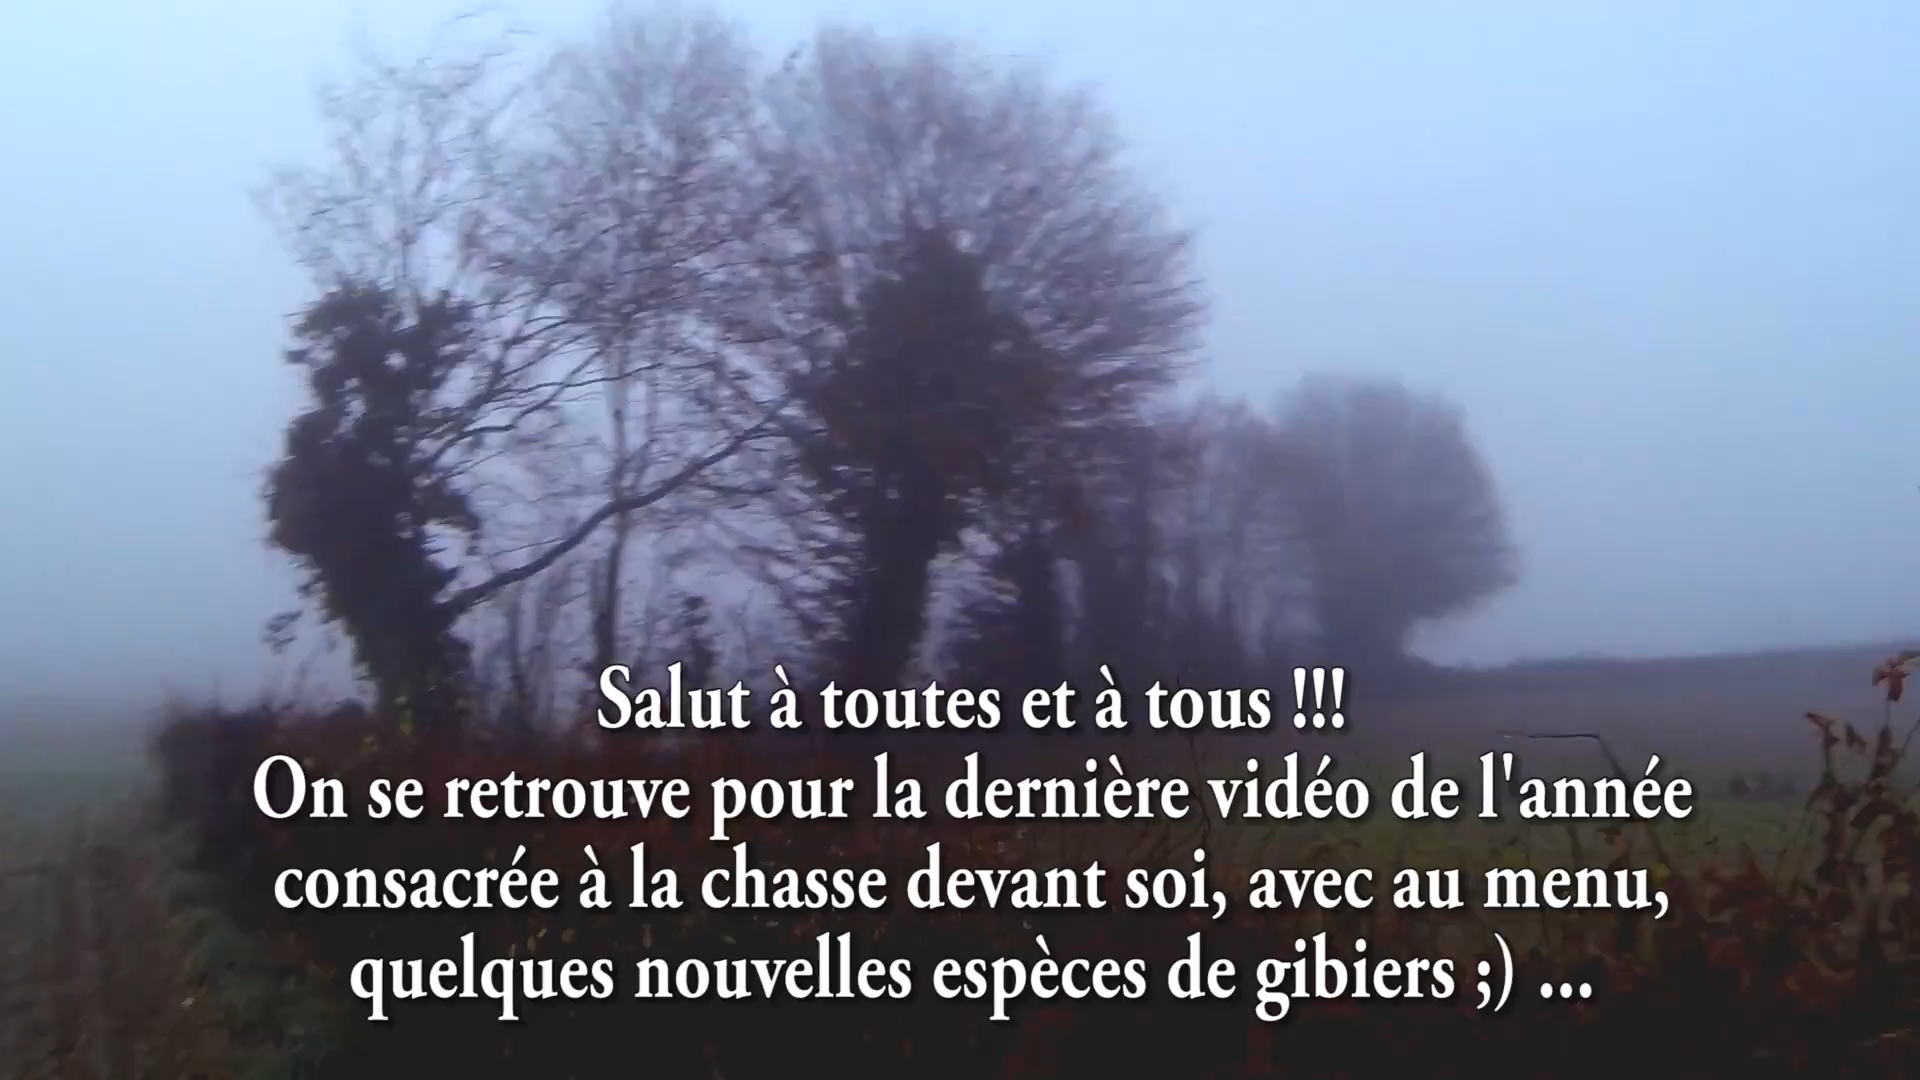 Salut à toutes et à tous !!!
On se retrouve pour la dernière vidéo de l'année
consacrée à la chasse devant soi, avec au menu,
quelques nouvelles espèces de gibiers ;) ...